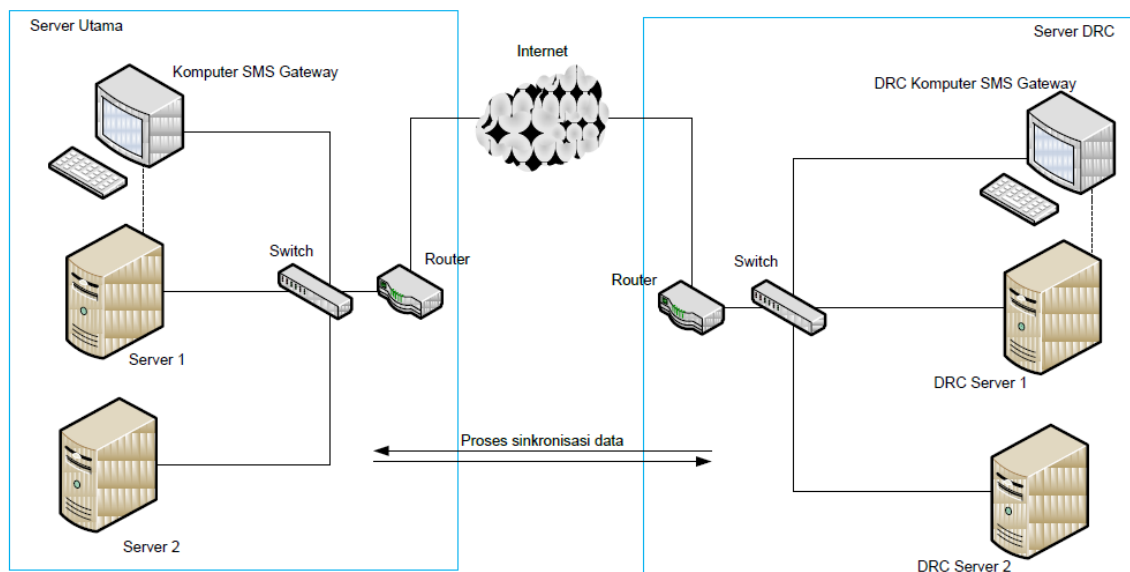 Server Utama
Komputer SMS Gateway
Switch
Router
Server 1
Server 2
Internet
Proses sinkronisasi data
Server DRC
DRC Komputer SMS Gateway
Router
Switch
DRC Server 1
DRC Server 2